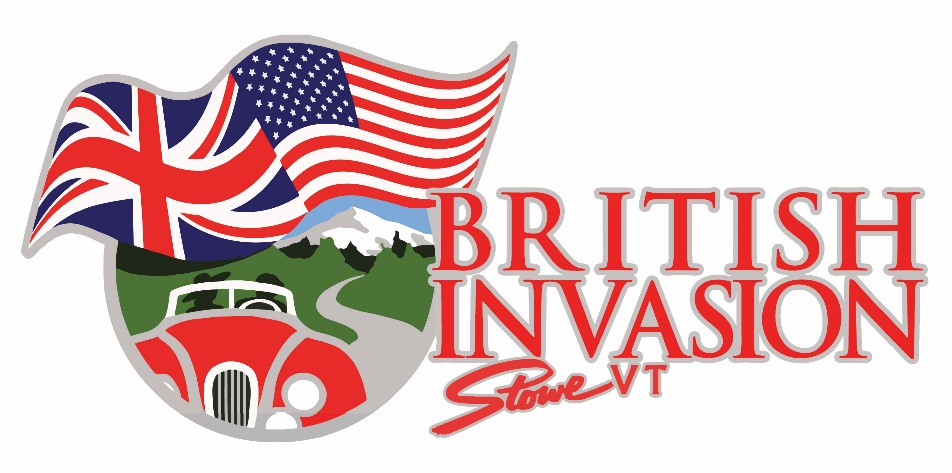 BRITISH
INVASION
Stowe VT